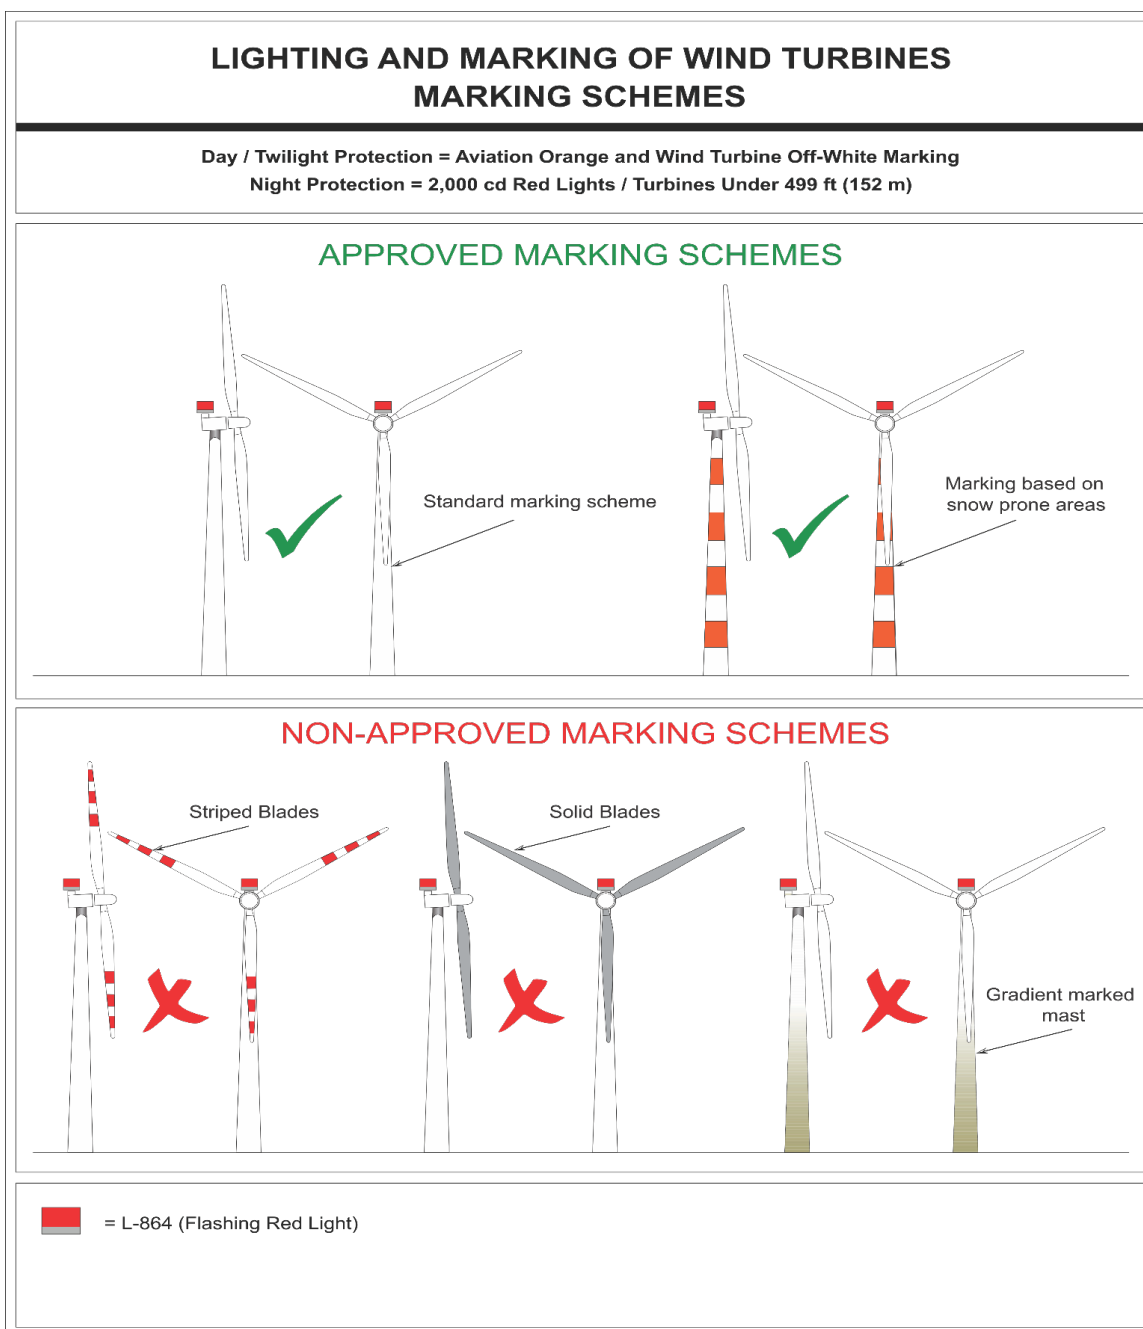 LIGHTING AND MARKING OF WIND TURBINES
MARKING SCHEMES
Day / Twilight Protection = Aviation Orange and Wind Turbine Off-White Marking
Night Protection = 2,000 cd Red Lights / Turbines Under 499 ft (152 m)
APPROVED MARKING SCHEMES
Standard marking scheme
Marking based on
snow prone areas
NON-APPROVED MARKING SCHEMES
Striped Blades
Solid Blades
Gradient marked
mast
= L-864 (Flashing Red Light)